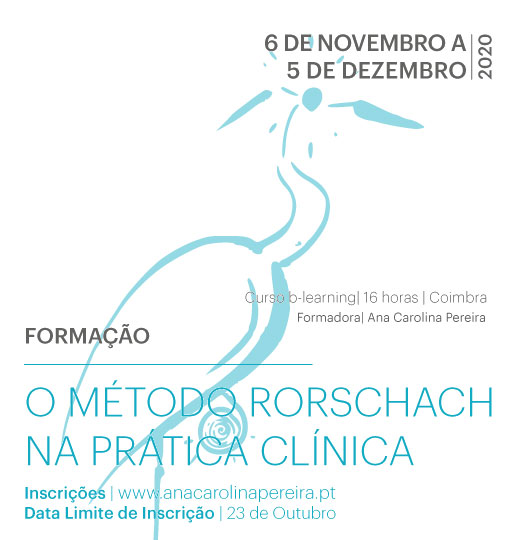 6 DE NOVEMBRO A
5 DE DEZEMBRO
2020
Curso b-learning| 16 horas | Coimbra
Formadora| Ana Carolina Pereira
FORMAÇÃO
O MÉTODO RORSCHACH
NA PRÁTICA CLÍNICA
Inscrições | www.anacarolinapereira.pt
Data Limite de Inscrição | 23 de Outubro